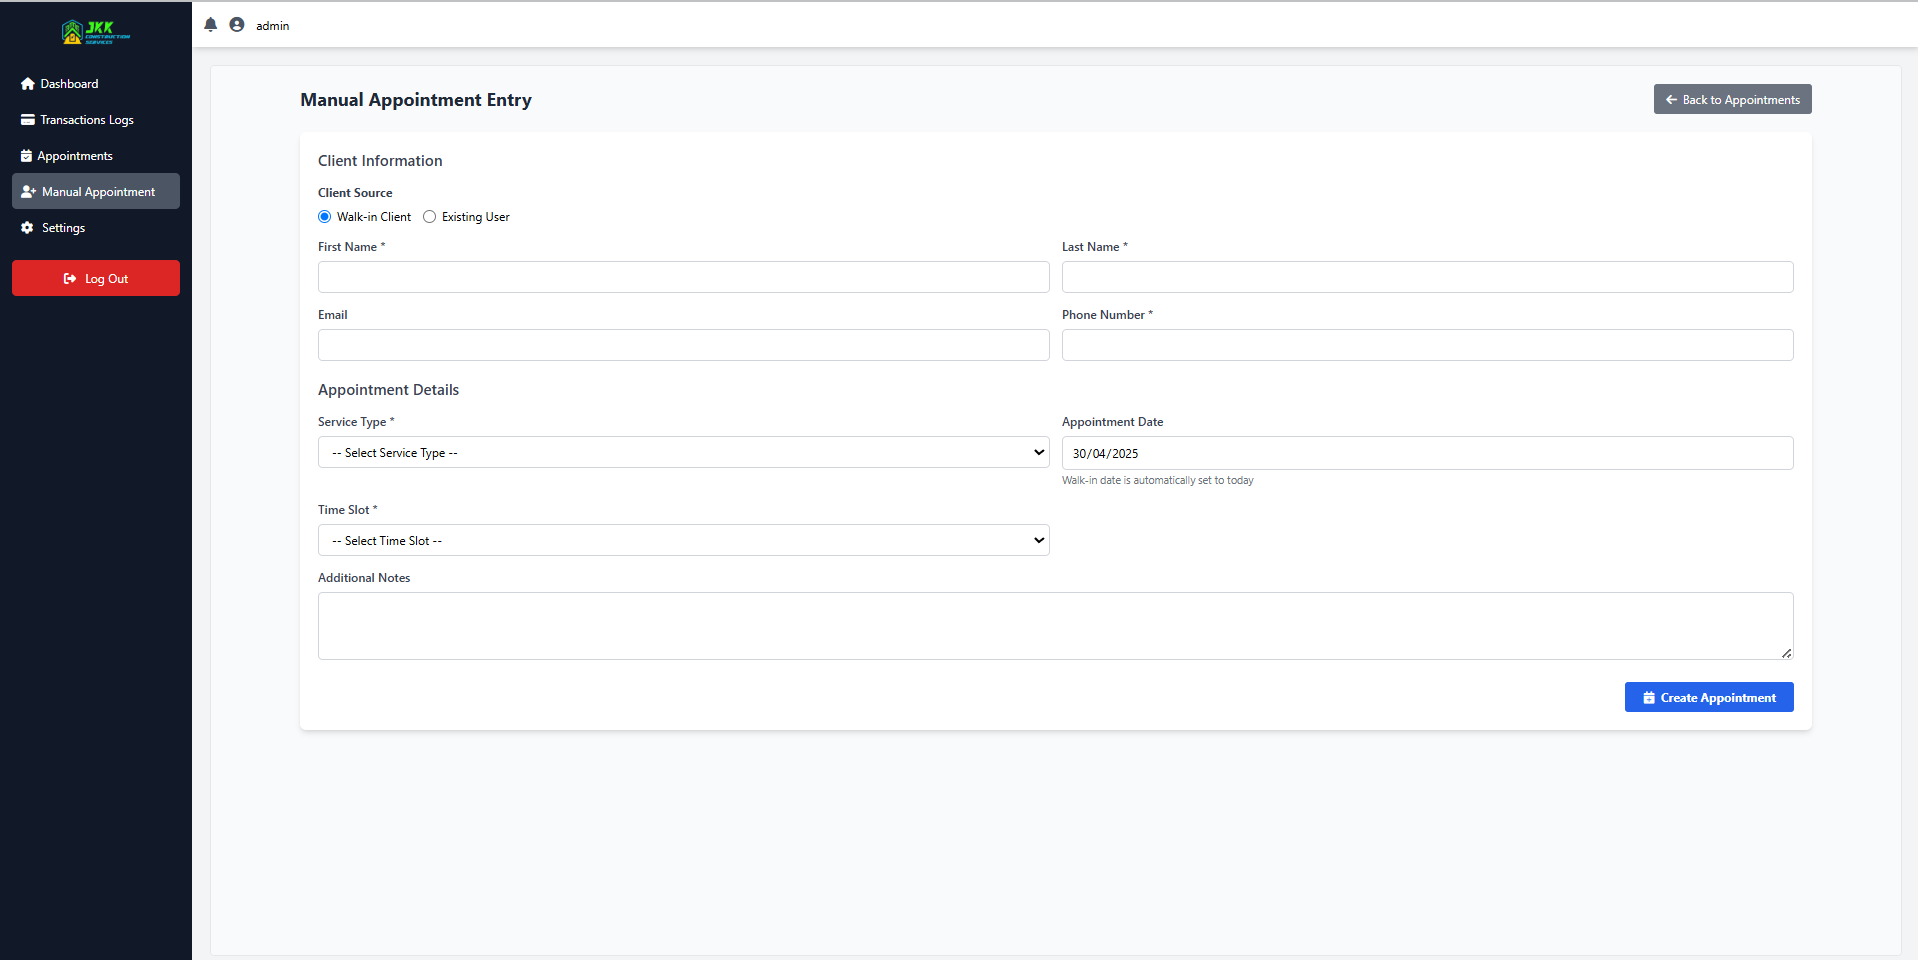 JKK
CONSTRUCTION
SERVICES
admin
Dashboard
Transactions Logs
Appointments
Manual Appointment
Settings
Log Out
Manual Appointment Entry
Back to Appointments
Client Information
Client Source
Walk-in Client Existing User
First Name * Last Name *
Email Phone Number *
Appointment Details
Service Type * Appointment Date
-- Select Service Type -- 30/04/2025
Walk-in date is automatically set to today
Time Slot *
-- Select Time Slot --
Additional Notes
Create Appointment